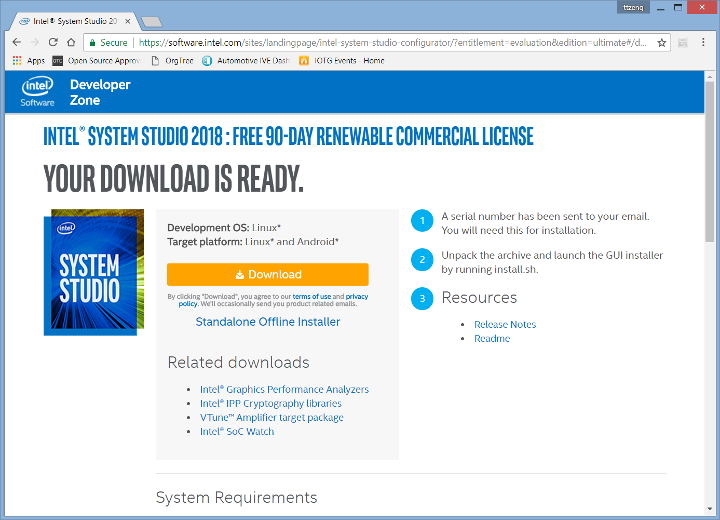 ttzeng
Intel® System Studio 20
Secure
https://software.intel.com/sites/landingpage/intel-system-studio-configurator/?entitlement=evaluation&edition=ultimate#/d...
Apps
OTC
Open Source Approv
OrgTree
Automotive IVE Dash
IOTG Events - Home
intel
Software
Developer
Zone
INTEL® SYSTEM STUDIO 2018 : FREE 90-DAY RENEWABLE COMMERCIAL LICENSE
YOUR DOWNLOAD IS READY.
intel
SYSTEM
STUDIO
Development OS: Linux*
Target platform: Linux* and Android*
Download
By clicking "Download", you agree to our terms of use and privacy
policy. We'll occasionally send you product related emails.
Standalone Offline Installer
Related downloads
• Intel® Graphics Performance Analyzers
• Intel® IPP Cryptography libraries
• VTune™ Amplifier target package
• Intel® SoC Watch
1 A serial number has been sent to your email.
You will need this for installation.
2 Unpack the archive and launch the GUI installer
by running install.sh.
3 Resources
• Release Notes
• Readme
System Requirements